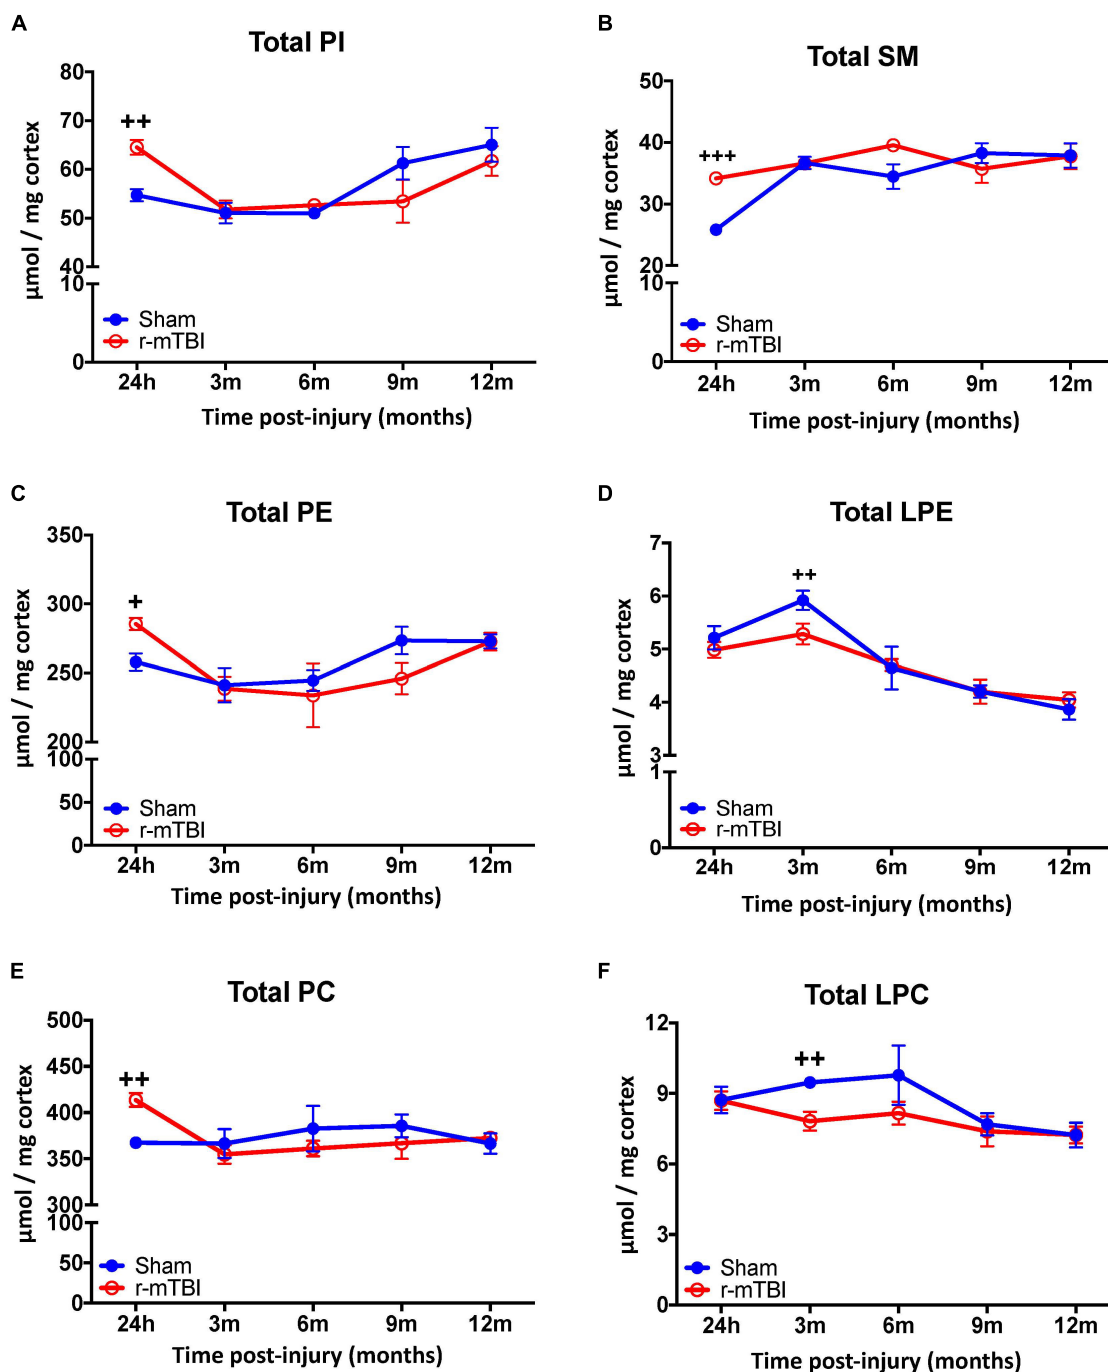 A
Total PI
μmol / mg cortex
80
70
60
50
40
10
0
++
Sham
r-mTBI
24h 3m 6m 9m 12m
Time post-injury (months)
B
Total SM
μmol / mg cortex
50
40
30
20
10
0
+++
Sham
r-mTBI
24h 3m 6m 9m 12m
Time post-injury (months)
C
Total PE
μmol / mg cortex
350
300
250
200
100
50
0
+
Sham
r-mTBI
24h 3m 6m 9m 12m
Time post-injury (months)
D
Total LPE
μmol / mg cortex
7
6
5
4
3
1
0
++
Sham
r-mTBI
24h 3m 6m 9m 12m
Time post-injury (months)
E
Total PC
μmol / mg cortex
500
450
400
350
300
100
50
0
++
Sham
r-mTBI
24h 3m 6m 9m 12m
Time post-injury (months)
F
Total LPC
μmol / mg cortex
12
9
6
3
0
++
Sham
r-mTBI
24h 3m 6m 9m 12m
Time post-injury (months)